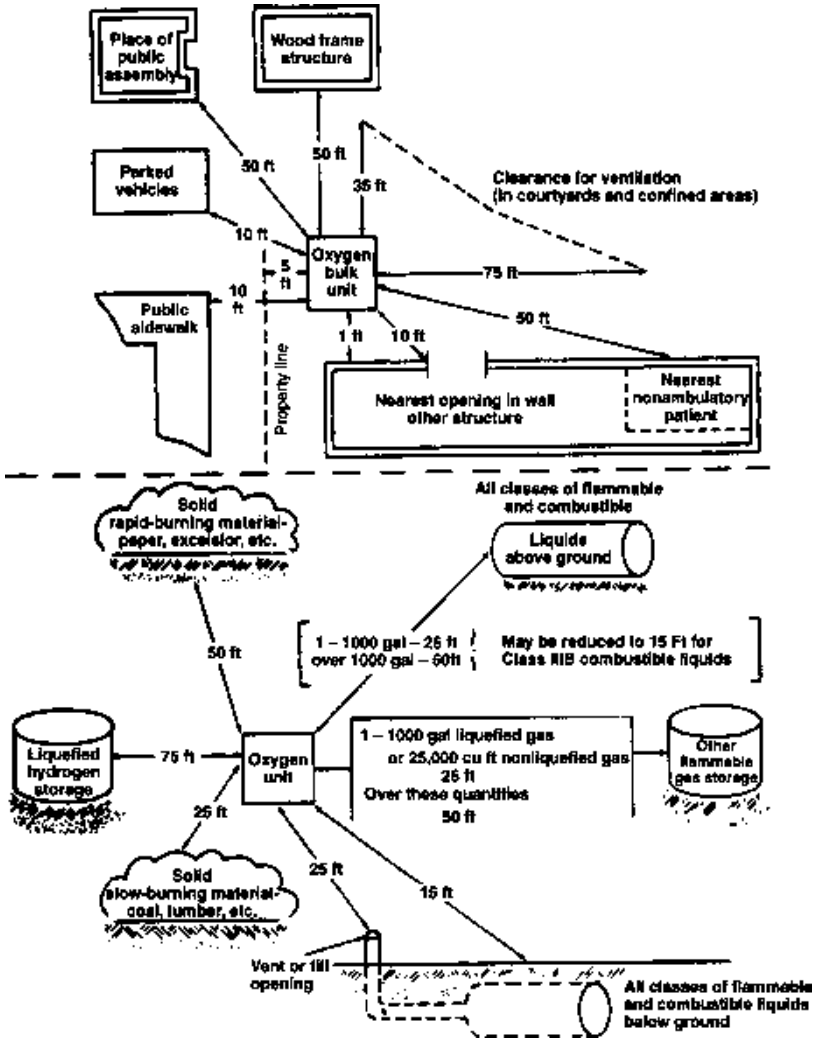 Place of
public
assembly
Wood frame
structure
50 ft
50 ft
35 ft
Clearance for ventilation
(in courtyards and confined areas)
Parked
vehicles
10 ft
5
ft
Oxygen
bulk
unit
75 ft
10
ft
Public
sidewalk
50 ft
1 ft
10 ft
Property line
Nearest opening in wall
other structure
Nearest
nonambulatory
patient
Solid
rapid-burning material-
paper, excelsior, etc.
All classes of flammable
and combustible
Liquids
above ground
50 ft
1 – 1000 gal – 25 ft
over 1000 gal – 50ft
May be reduced to 15 Ft for
Class IIIB combustible liquids
Liquefied
hydrogen
storage
75 ft
Oxygen
unit
1 – 1000 gal liquefied gas
or 25,000 cu ft nonliquefied gas
25 ft
Over these quantities
50 ft
Other
flammable
gas storage
25 ft
Solid
slow-burning material-
coal, lumber, etc.
25 ft
15 ft
Vent or fill
opening
All classes of flammable
and combustible liquids
below ground